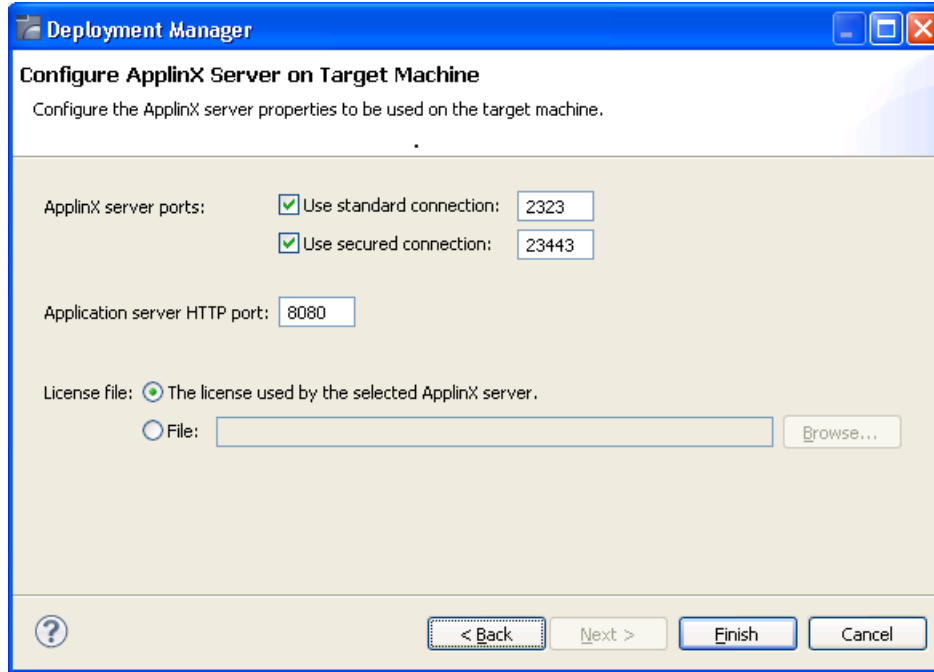 Deployment Manager
Configure ApplinX Server on Target Machine
Configure the ApplinX server properties to be used on the target machine.
ApplinX server ports: Use standard connection: 2323
Use secured connection: 23443
Application server HTTP port: 8080
License file: The license used by the selected ApplinX server.
File: Browse...
? < Back Next > Finish Cancel